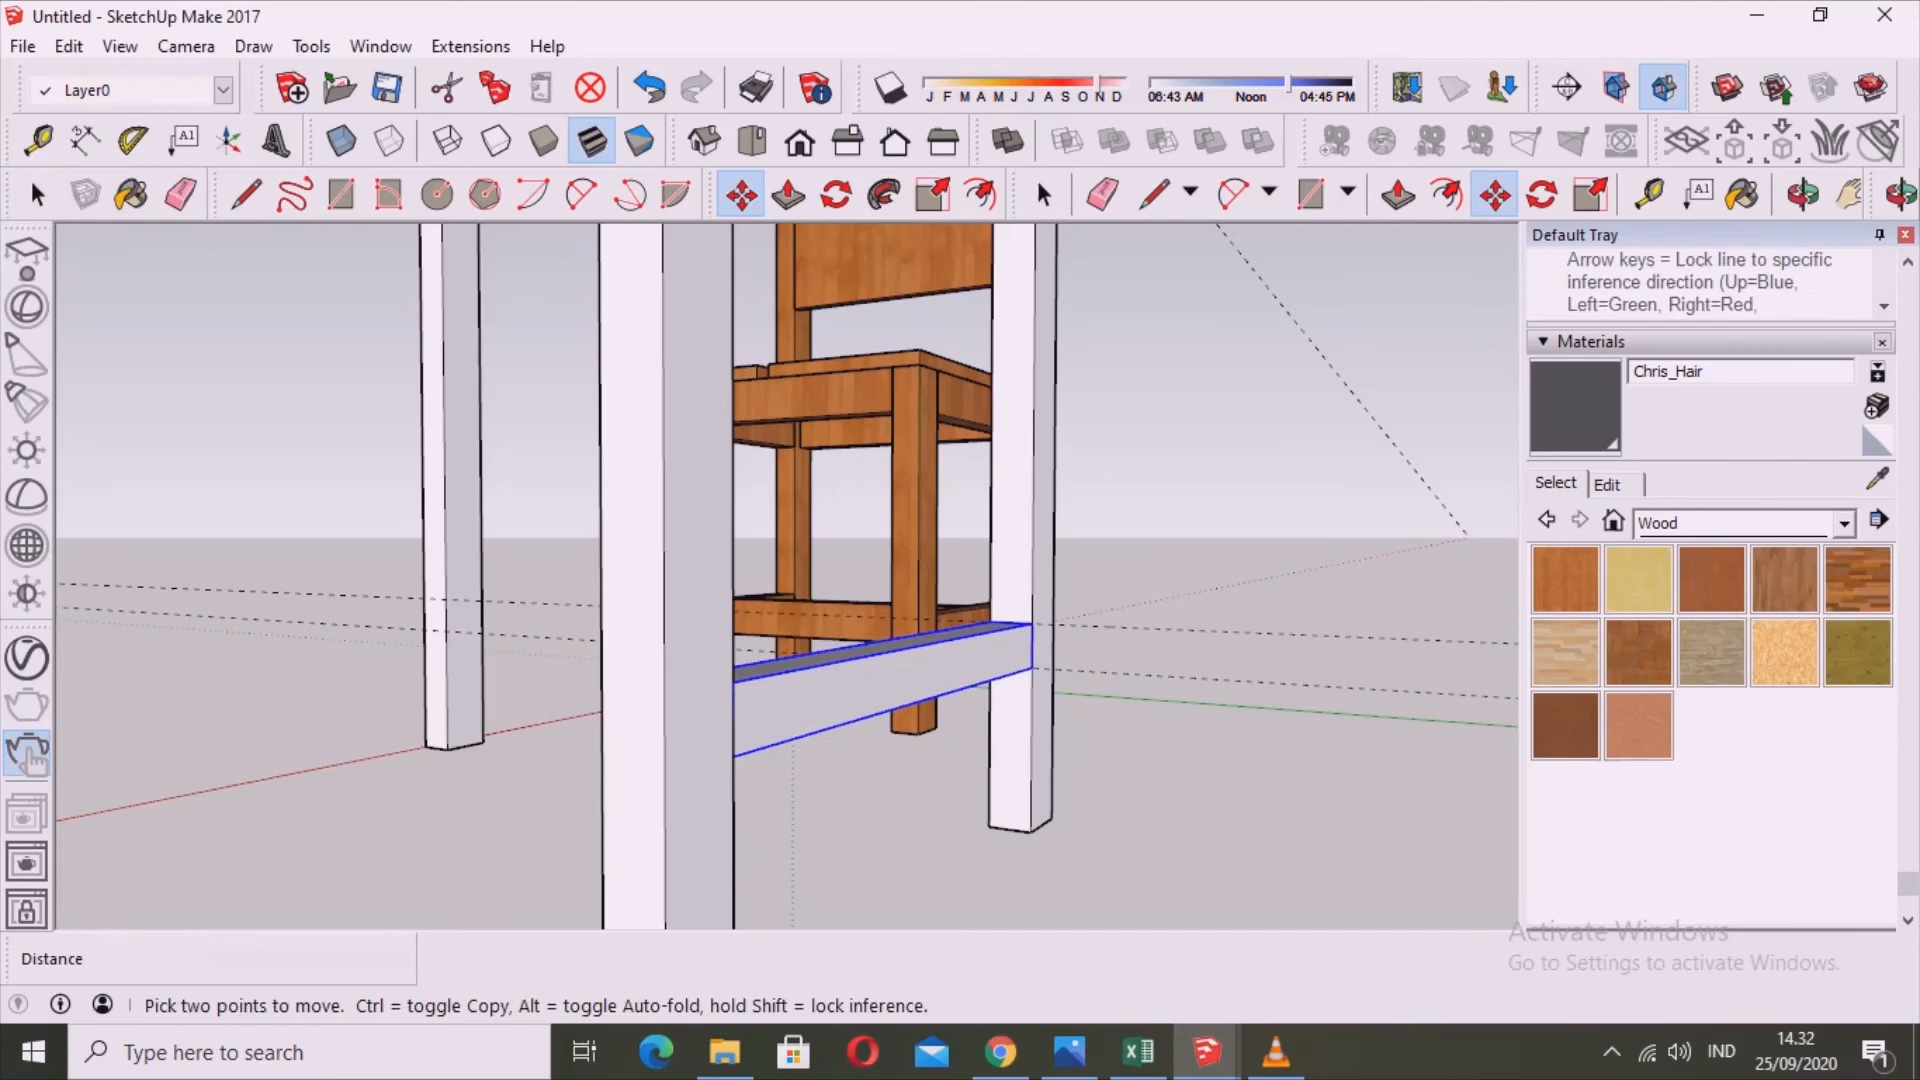 Untitled - SketchUp Make 2017
File Edit View Camera Draw Tools Window Extensions Help
Layer0
J F M A M J J A S O N D
06:43 AM Noon 04:45 PM
A1
A1
Default Tray
Arrow keys = Lock line to specific
inference direction (Up=Blue,
Left=Green, Right=Red,
Materials
Chris_Hair
Select Edit
Wood
Activate Windows
Go to Settings to activate Windows.
Distance
Pick two points to move. Ctrl = toggle Copy, Alt = toggle Auto-fold, hold Shift = lock inference.
Type here to search
IND
14.32
25/09/2020
1